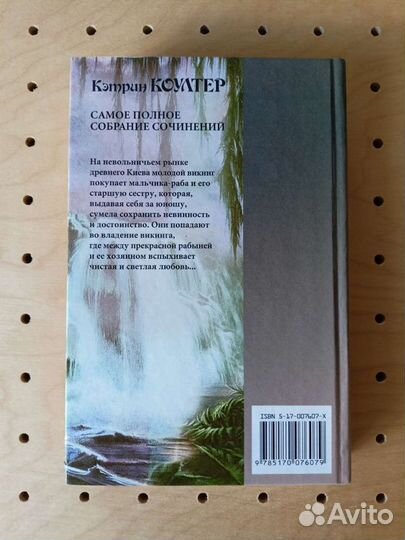 Кэтрин КОУЛТЕР
САМОЕ ПОЛНОЕ
СОБРАНИЕ СОЧИНЕНИЙ
На невольничьем рынке
древнего Киева молодой викинг
покупает мальчика-раба и его
старшую сестру, которая,
выдавая себя за юношу,
сумела сохранить невинность
и достоинство. Они попадают
во владение викинга,
где между прекрасной рабыней
и ее хозяином вспыхивает
чистая и светлая любовь...
ISBN 5-17-007607-X
9 785170 076079
Avito